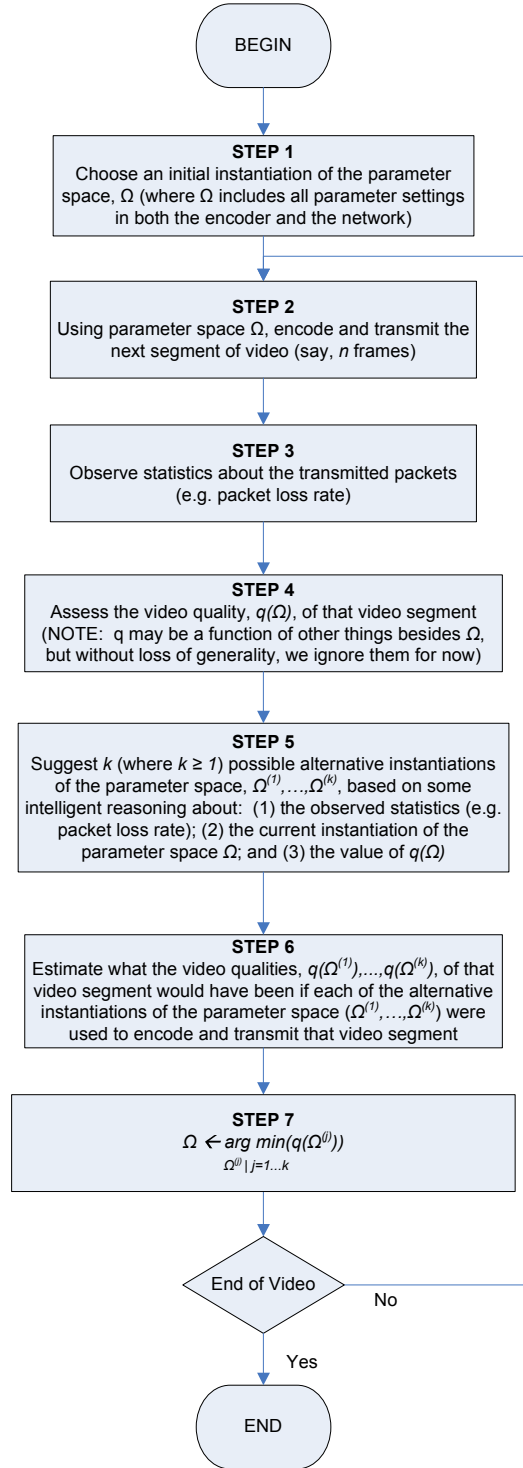 BEGIN
STEP 1
Choose an initial instantiation of the parameter
space, Ω (where Ω includes all parameter settings
in both the encoder and the network)
STEP 2
Using parameter space Ω, encode and transmit the
next segment of video (say, n frames)
STEP 3
Observe statistics about the transmitted packets
(e.g. packet loss rate)
STEP 4
Assess the video quality, q(Ω), of that video segment
(NOTE:  q may be a function of other things besides Ω,
but without loss of generality, we ignore them for now)
STEP 5
Suggest k (where k ≥ 1) possible alternative instantiations
of the parameter space, Ω⁽¹⁾,…,Ω⁽ᵏ⁾, based on some
intelligent reasoning about:  (1) the observed statistics (e.g.
packet loss rate); (2) the current instantiation of the
parameter space Ω; and (3) the value of q(Ω)
STEP 6
Estimate what the video qualities, q(Ω⁽¹⁾),...,q(Ω⁽ᵏ⁾), of that
video segment would have been if each of the alternative
instantiations of the parameter space (Ω⁽¹⁾,…,Ω⁽ᵏ⁾) were
used to encode and transmit that video segment
STEP 7
Ω ← arg min(q(Ω⁽ʲ⁾))
Ω⁽ʲ⁾ | j=1...k
End of Video
No
Yes
END